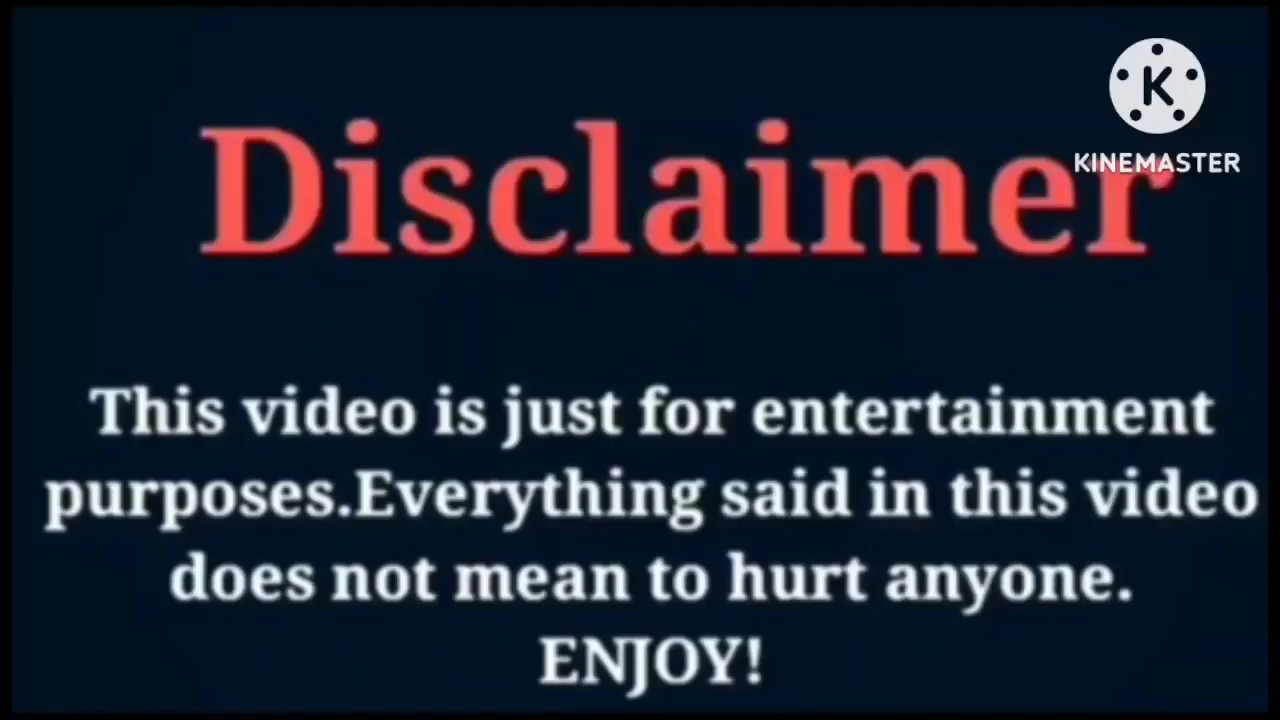 K
KINEMASTER
Disclaimer
This video is just for entertainment
purposes.Everything said in this video
does not mean to hurt anyone.
ENJOY!